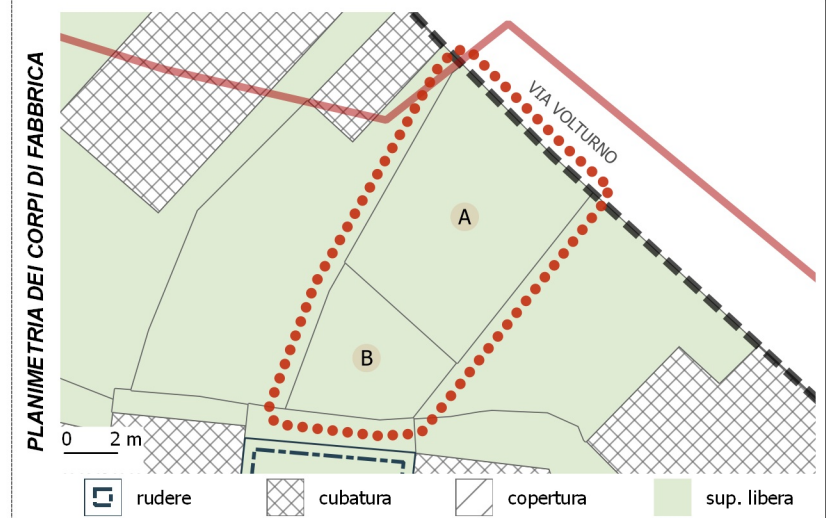 PLANIMETRIA DEI CORPI DI FABBRICA
VIA VOLTURNO
A
B
0 2 m
rudere cubatura copertura sup. libera